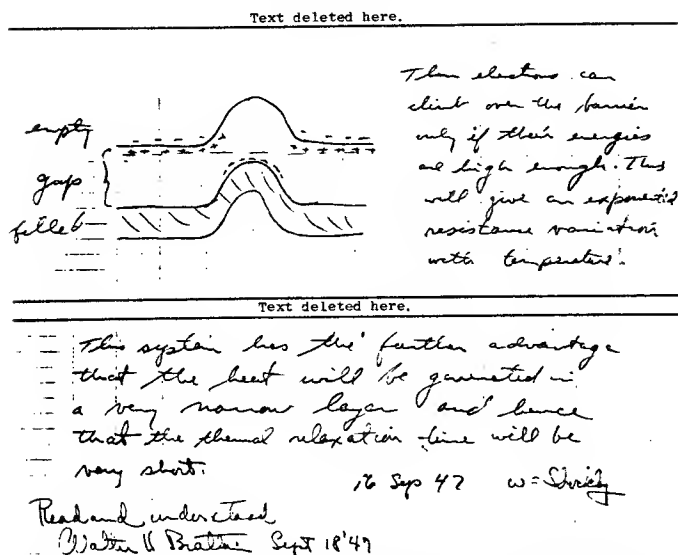 Text deleted here.
Then electrons can
climb over the barrier
empty
only if their energies
are high enough. This
gap
will give an exponential
filled
resistance variation
with temperature.
Text deleted here.
This system has the further advantage
that the heat will be generated in
a very narrow layer and hence
that the thermal relaxation time will be
very short.
16 Sep 47 W Shockley
Read and understood
Walter H Brattain Sept 18 '47